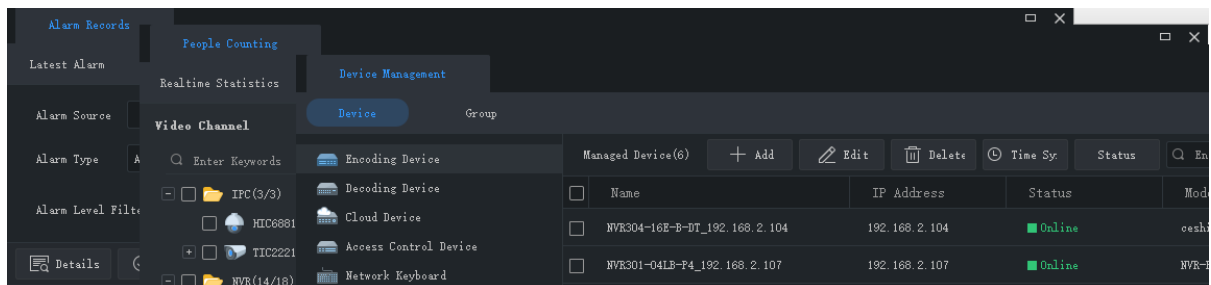 Alarm Records
Latest Alarm
Alarm Source
Alarm Type
Alarm Level
Details
People Counting
Realtime Statistics
Video Channel
Enter Keywords
IPC(3/3)
HIC6881
TIC2221
NVR(14/18)
Device Management
Device Group
Encoding Device
Decoding Device
Cloud Device
Access Control Device
Network Keyboard
Managed Device(6) Add Edit Delete Time Sy: Status
Name IP Address Status
NVR304-16E-B-DT_192.168.2.104 192.168.2.104 Online ceshi
NVR301-04LB-P4_192.168.2.107 192.168.2.107 Online